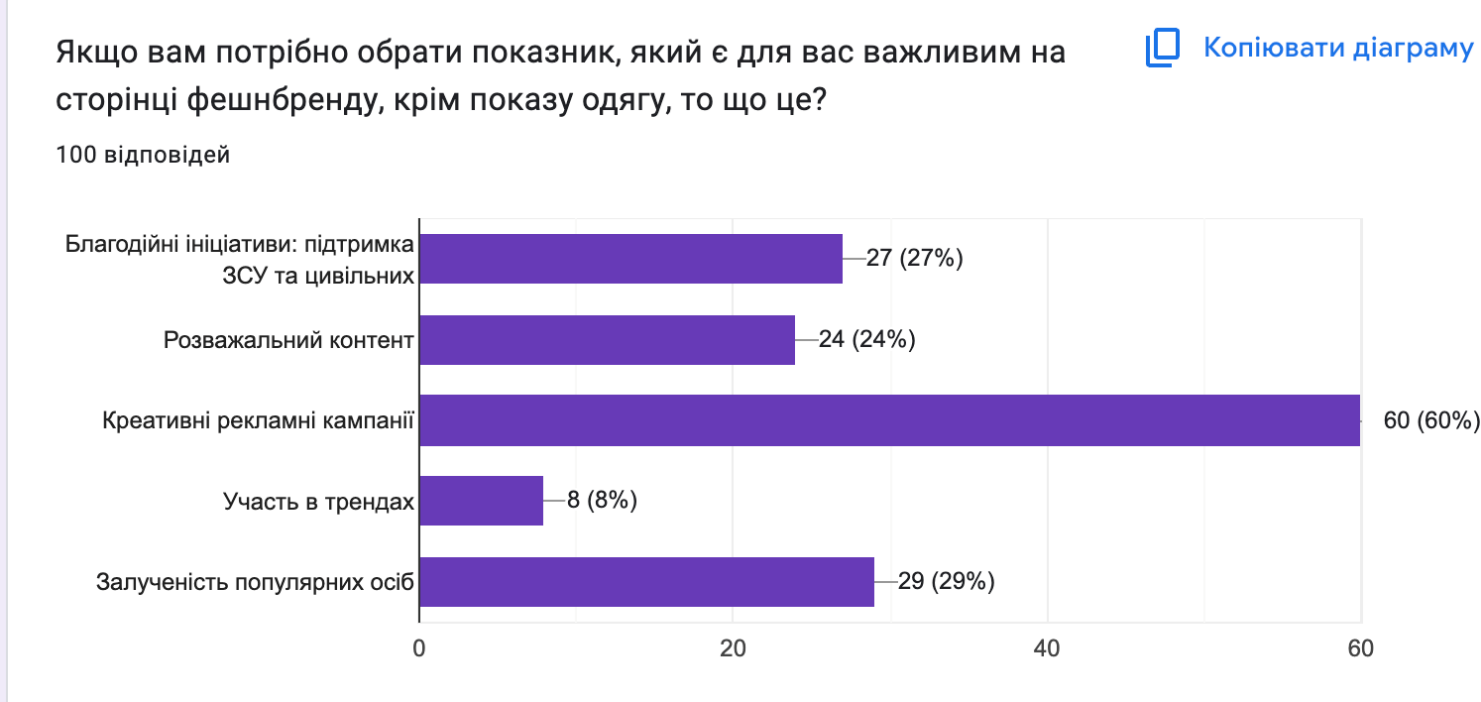 Якщо вам потрібно обрати показник, який є для вас важливим на
сторінці фешнбренду, крім показу одягу, то що це?
Копіювати діаграму
100 відповідей
Благодійні ініціативи: підтримка
ЗСУ та цивільних
27 (27%)
Розважальний контент
24 (24%)
Креативні рекламні кампанії
60 (60%)
Участь в трендах
8 (8%)
Залученість популярних осіб
29 (29%)
0 20 40 60